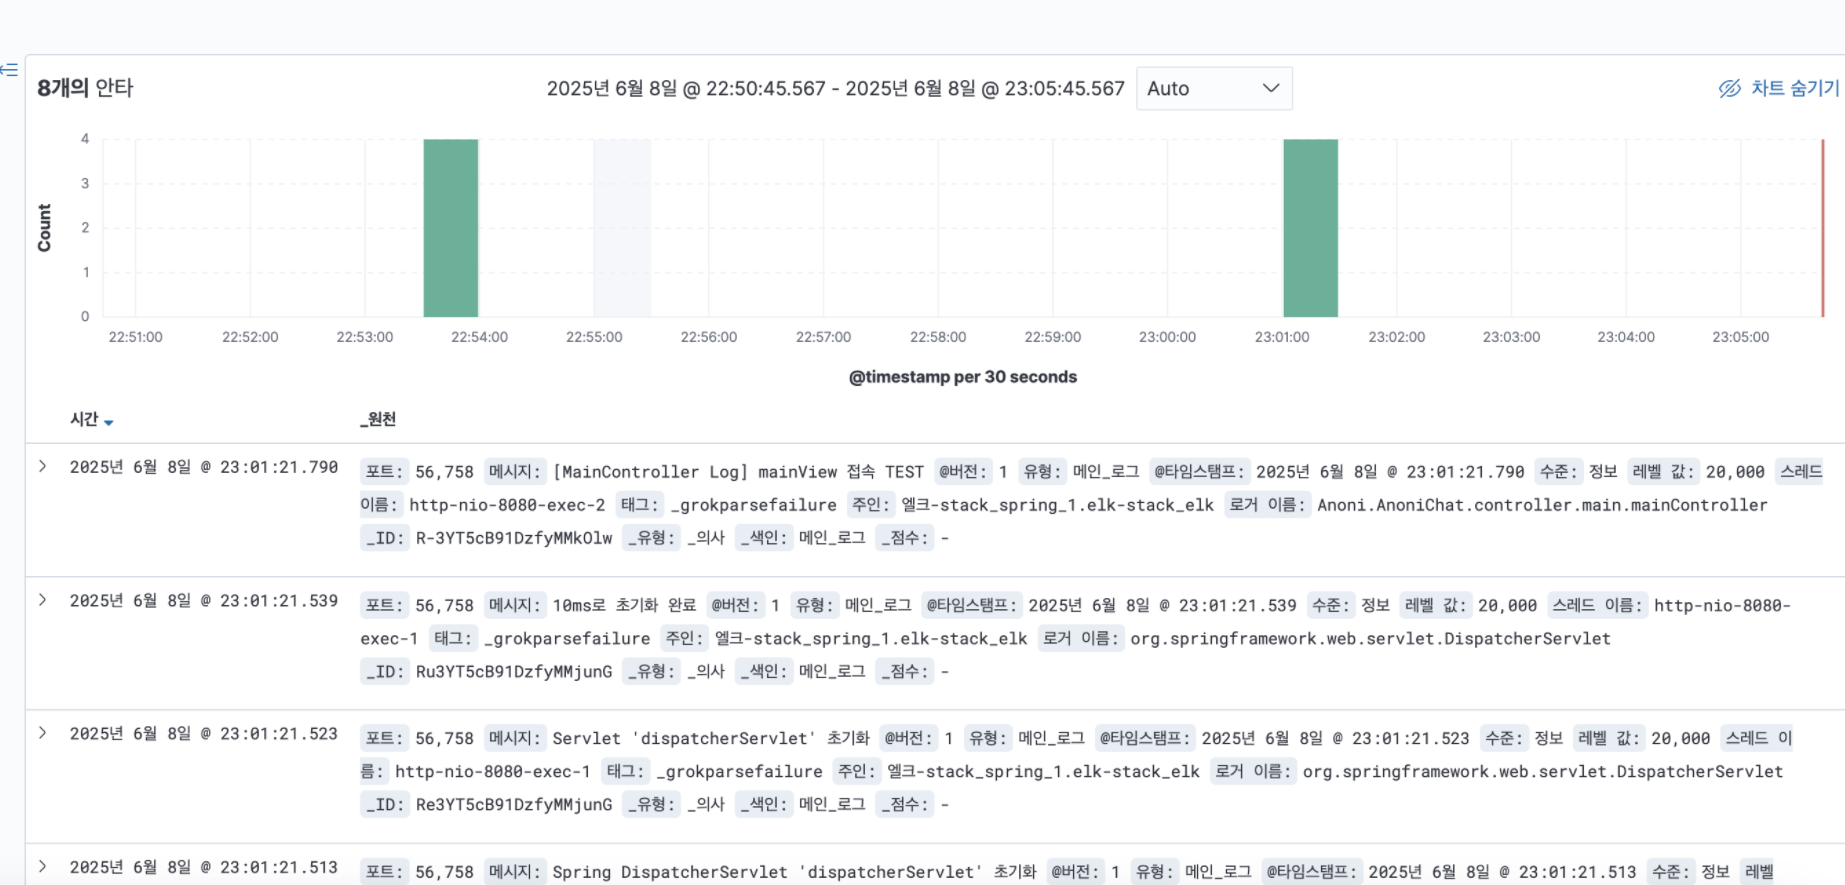 8개의 안타
2025년 6월 8일 @ 22:50:45.567 - 2025년 6월 8일 @ 23:05:45.567
Auto
차트 숨기기
Count
4
3
2
1
0
22:51:00 22:52:00 22:53:00 22:54:00 22:55:00 22:56:00 22:57:00 22:58:00 22:59:00 23:00:00 23:01:00 23:02:00 23:03:00 23:04:00 23:05:00
@timestamp per 30 seconds
시간 _원천
2025년 6월 8일 @ 23:01:21.790 포트: 56,758 메시지: [MainController Log] mainView 접속 TEST @버전: 1 유형: 메인_로그 @타임스탬프: 2025년 6월 8일 @ 23:01:21.790 수준: 정보 레벨 값: 20,000 스레드
이름: http-nio-8080-exec-2 태그: _grokparsefailure 주인: 엘크-stack_spring_1.elk-stack_elk 로거 이름: Anoni.AnoniChat.controller.main.mainController
_ID: R-3YT5cB91DzfyMMkOlw _유형: _의사 _색인: 메인_로그 _점수: -
2025년 6월 8일 @ 23:01:21.539 포트: 56,758 메시지: 10ms로 초기화 완료 @버전: 1 유형: 메인_로그 @타임스탬프: 2025년 6월 8일 @ 23:01:21.539 수준: 정보 레벨 값: 20,000 스레드 이름: http-nio-8080-
exec-1 태그: _grokparsefailure 주인: 엘크-stack_spring_1.elk-stack_elk 로거 이름: org.springframework.web.servlet.DispatcherServlet
_ID: Ru3YT5cB91DzfyMMjunG _유형: _의사 _색인: 메인_로그 _점수: -
2025년 6월 8일 @ 23:01:21.523 포트: 56,758 메시지: Servlet 'dispatcherServlet' 초기화 @버전: 1 유형: 메인_로그 @타임스탬프: 2025년 6월 8일 @ 23:01:21.523 수준: 정보 레벨 값: 20,000 스레드 이
름: http-nio-8080-exec-1 태그: _grokparsefailure 주인: 엘크-stack_spring_1.elk-stack_elk 로거 이름: org.springframework.web.servlet.DispatcherServlet
_ID: Re3YT5cB91DzfyMMjunG _유형: _의사 _색인: 메인_로그 _점수: -
2025년 6월 8일 @ 23:01:21.513 포트: 56,758 메시지: Spring DispatcherServlet 'dispatcherServlet' 초기화 @버전: 1 유형: 메인_로그 @타임스탬프: 2025년 6월 8일 @ 23:01:21.513 수준: 정보 레벨